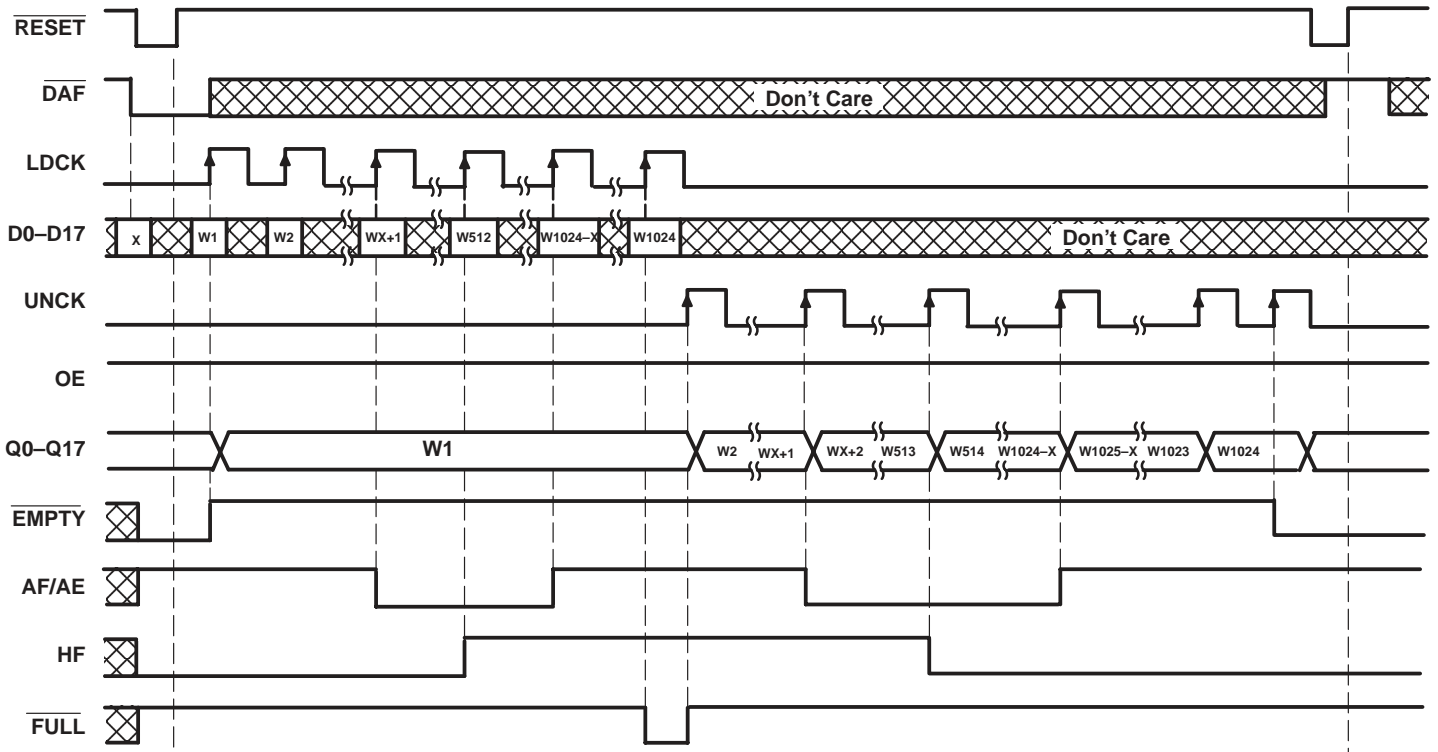 RESET
DAF
Don't Care
LDCK
D0–D17
X
W1
W2
WX+1
W512
W1024–X
W1024
Don't Care
UNCK
OE
Q0–Q17
W1
W2
WX+1
WX+2
W513
W514
W1024–X
W1025–X
W1023
W1024
EMPTY
AF/AE
HF
FULL